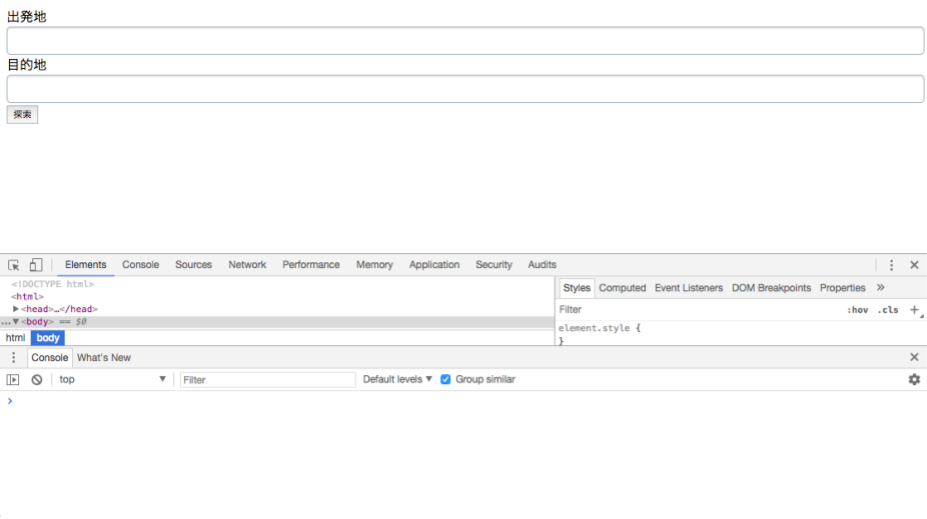 出発地
目的地
探索
Elements Console Sources Network Performance Memory Application Security Audits
<!DOCTYPE html>
<html>
▶<head>…</head>
…▼<body> == $0
html body
Styles Computed Event Listeners DOM Breakpoints Properties »
Filter :hov .cls +
element.style {
}
Console What's New
top ▼ Filter Default levels ▼ Group similar
>